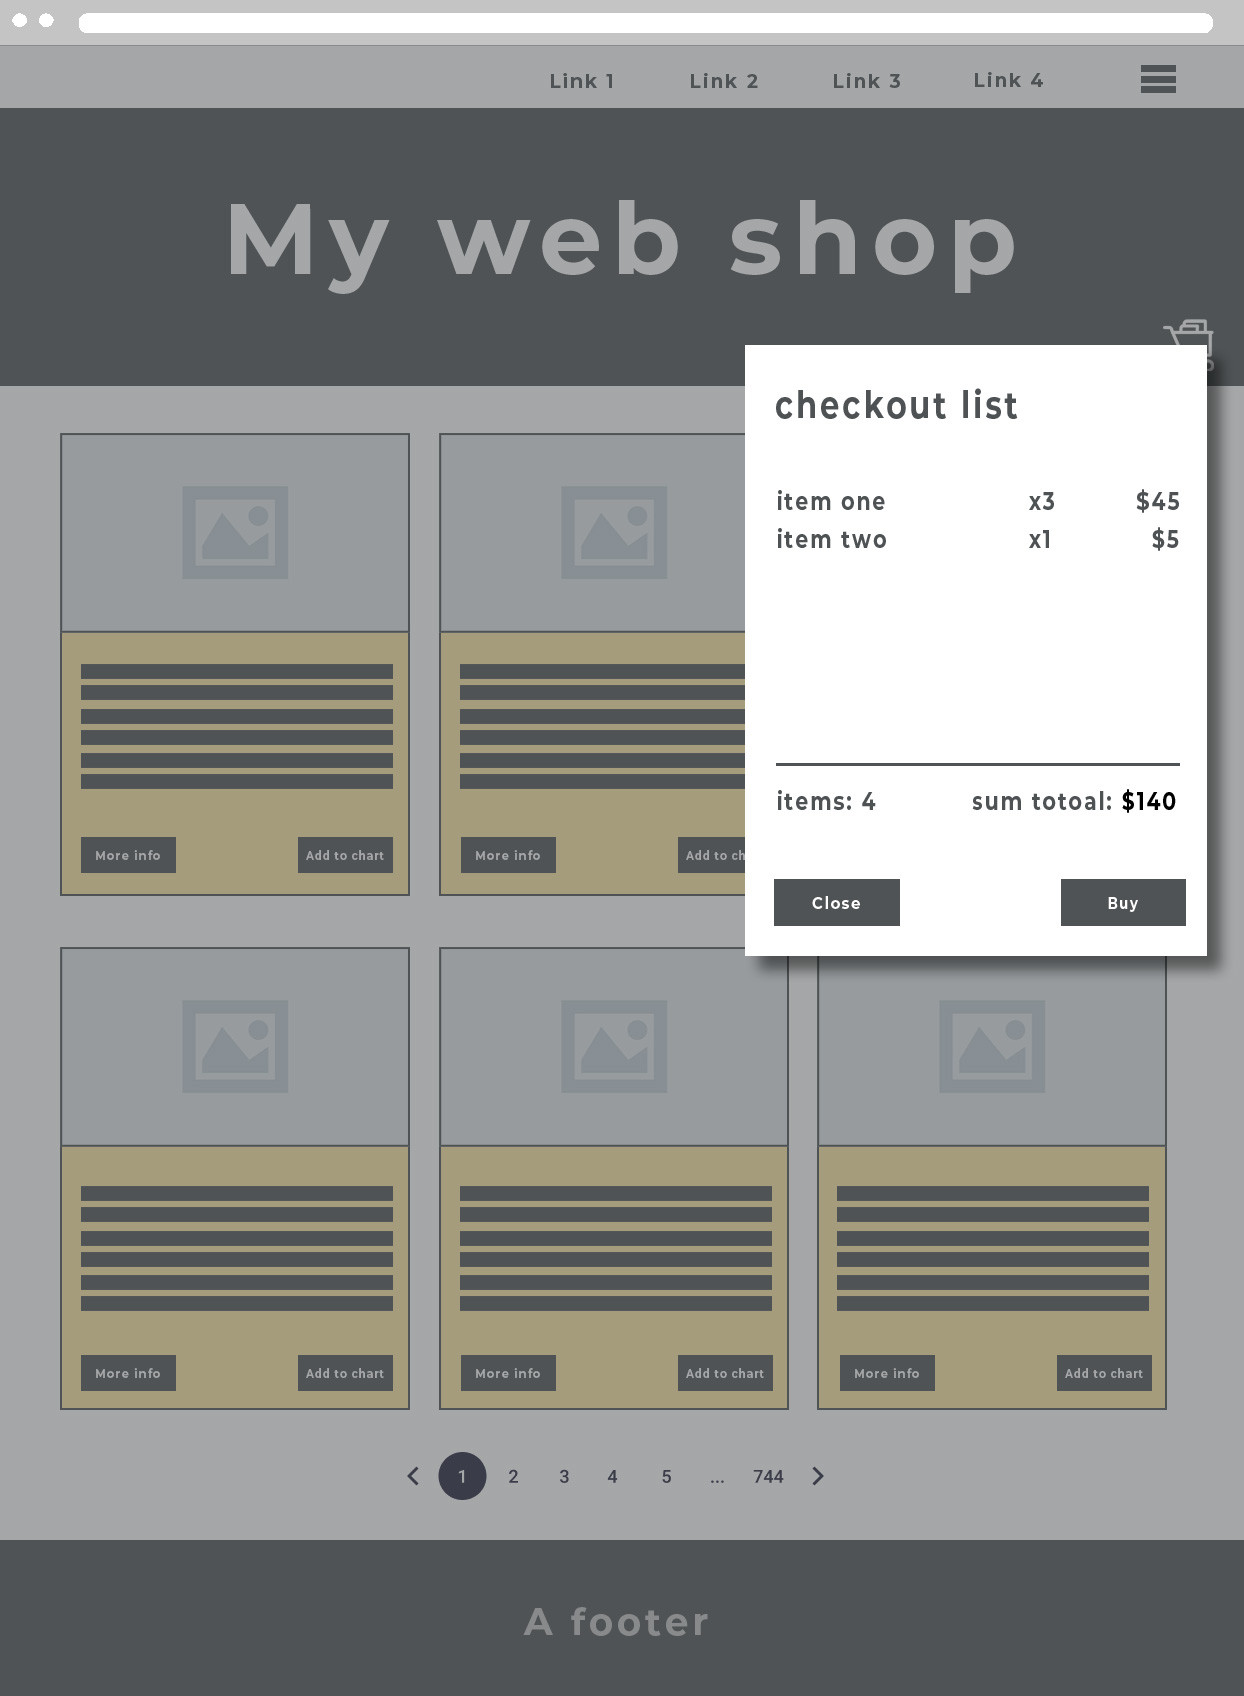 Link 1 Link 2 Link 3 Link 4
My web shop
checkout list
item one x3 $45
item two x1 $5
items: 4 sum totoal: $140
Close Buy
More info Add to chart
More info Add to
More info Add to chart
More info Add to chart
More info Add to chart
1 2 3 4 5 ... 744
A footer